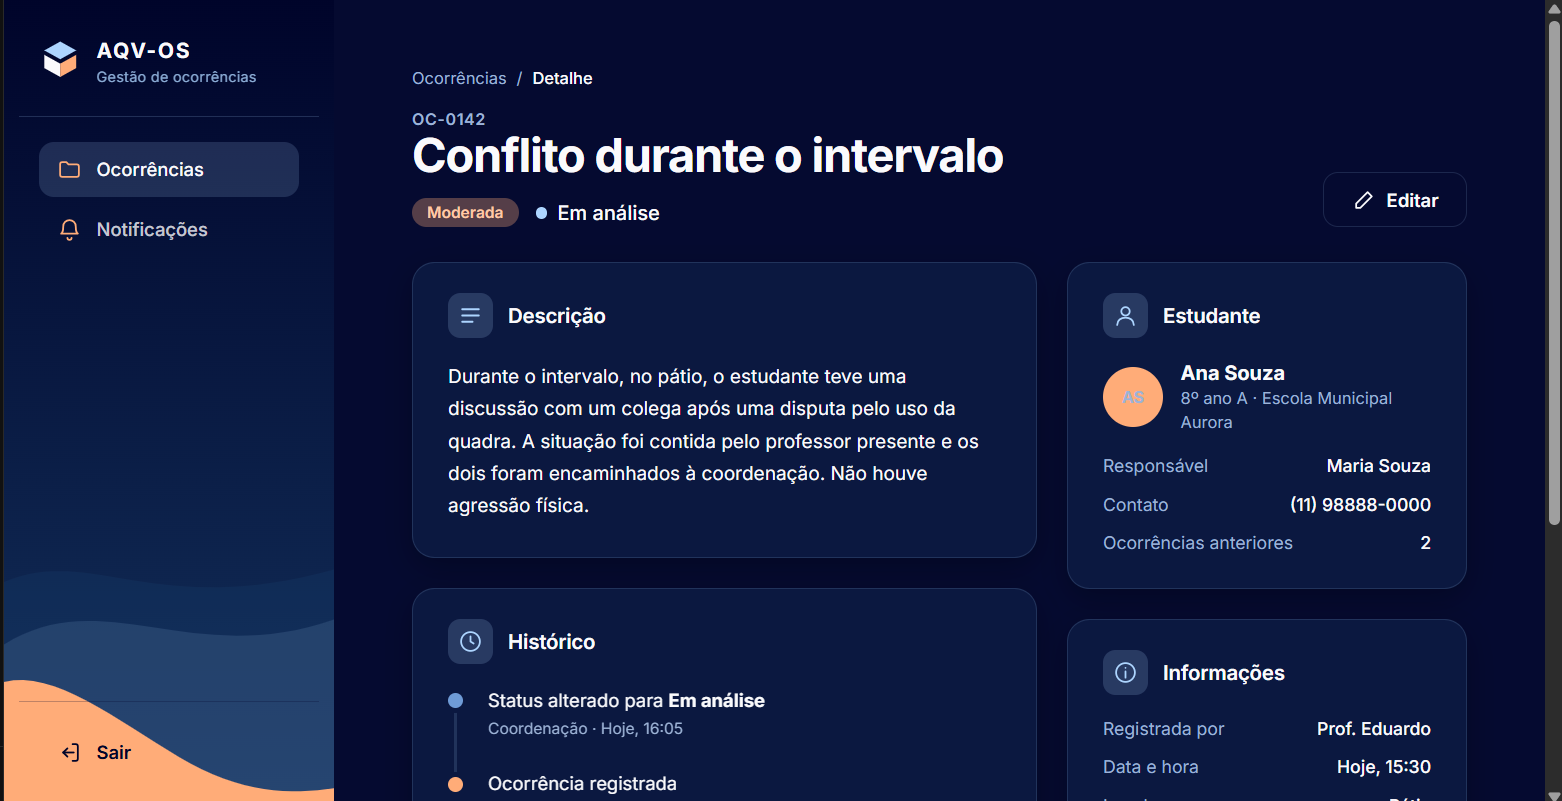 AQV-OS
Gestão de ocorrências
Ocorrências
Notificações
Sair
Ocorrências / Detalhe
OC-0142
Conflito durante o intervalo
Moderada
Em análise
Editar
Descrição
Durante o intervalo, no pátio, o estudante teve uma
discussão com um colega após uma disputa pelo uso da
quadra. A situação foi contida pelo professor presente e os
dois foram encaminhados à coordenação. Não houve
agressão física.
Histórico
Status alterado para Em análise
Coordenação · Hoje, 16:05
Ocorrência registrada
Estudante
AS
Ana Souza
8º ano A · Escola Municipal
Aurora
Responsável Maria Souza
Contato (11) 98888-0000
Ocorrências anteriores 2
Informações
Registrada por Prof. Eduardo
Data e hora Hoje, 15:30